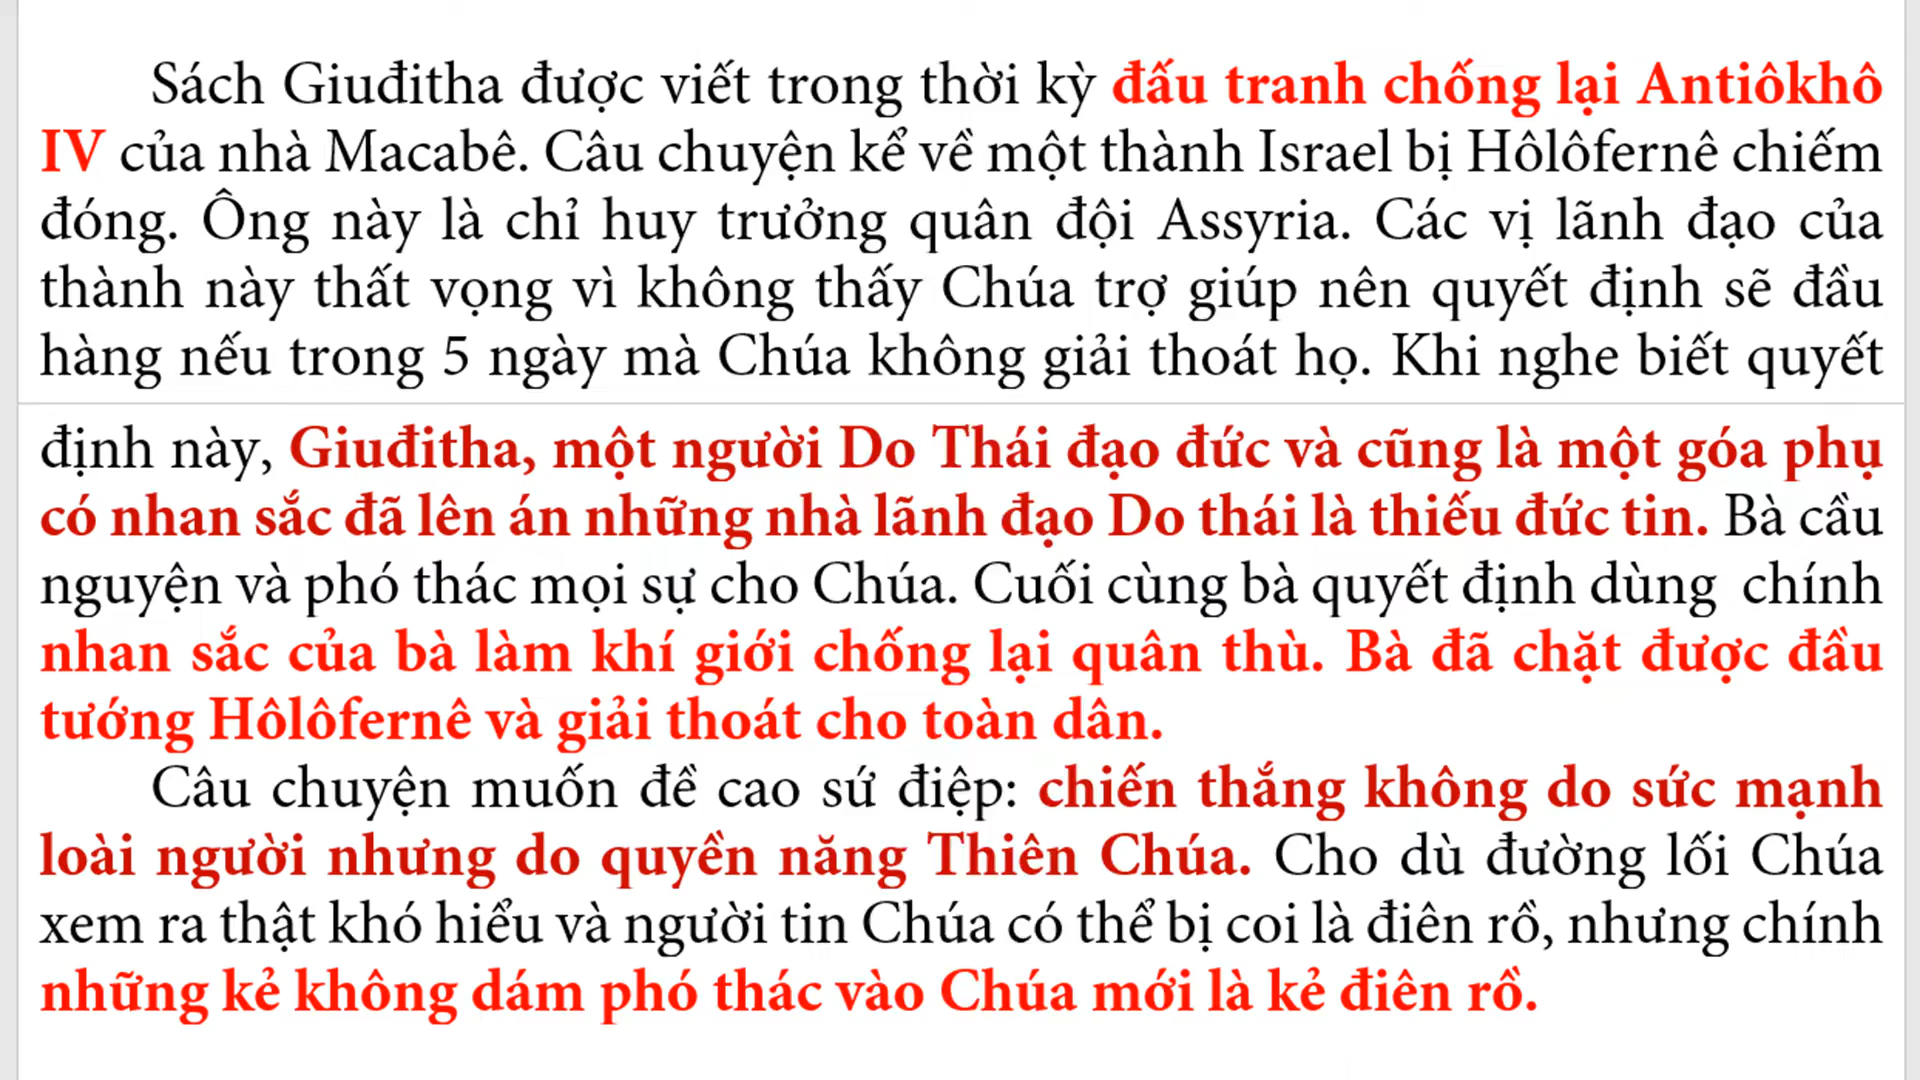 Sách Giuđitha được viết trong thời kỳ đấu tranh chống lại Antiôkhô
IV của nhà Macabê. Câu chuyện kể về một thành Israel bị Hôlôfernê chiếm
đóng. Ông này là chỉ huy trưởng quân đội Assyria. Các vị lãnh đạo của
thành này thất vọng vì không thấy Chúa trợ giúp nên quyết định sẽ đầu
hàng nếu trong 5 ngày mà Chúa không giải thoát họ. Khi nghe biết quyết
định này, Giuđitha, một người Do Thái đạo đức và cũng là một góa phụ
có nhan sắc đã lên án những nhà lãnh đạo Do thái là thiếu đức tin. Bà cầu
nguyện và phó thác mọi sự cho Chúa. Cuối cùng bà quyết định dùng chính
nhan sắc của bà làm khí giới chống lại quân thù. Bà đã chặt được đầu
tướng Hôlôfernê và giải thoát cho toàn dân.
Câu chuyện muốn đề cao sứ điệp: chiến thắng không do sức mạnh
loài người nhưng do quyền năng Thiên Chúa. Cho dù đường lối Chúa
xem ra thật khó hiểu và người tin Chúa có thể bị coi là điên rồ, nhưng chính
những kẻ không dám phó thác vào Chúa mới là kẻ điên rồ.